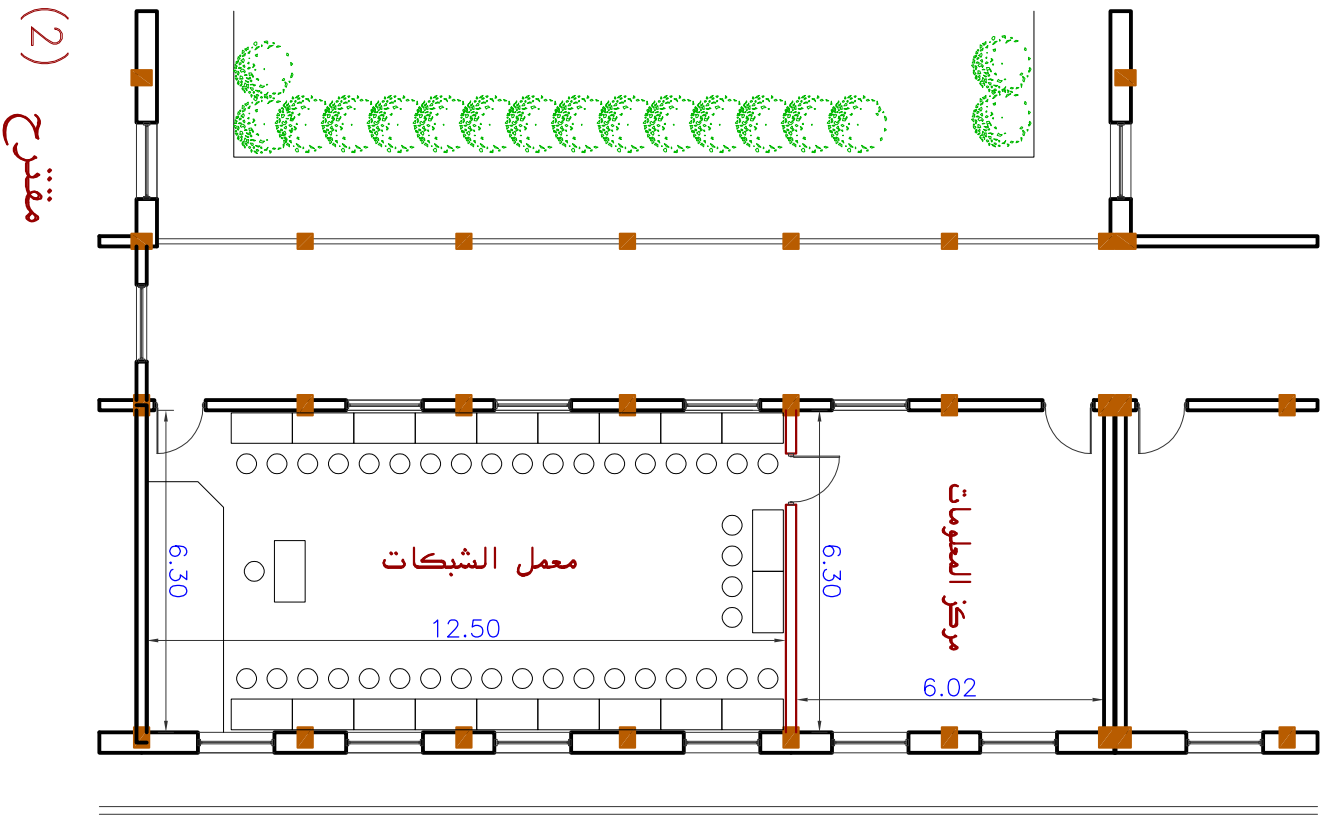 مقترح (2)
معمل الشبكات
مركز المعلومات
6.30
12.50
6.30
6.02